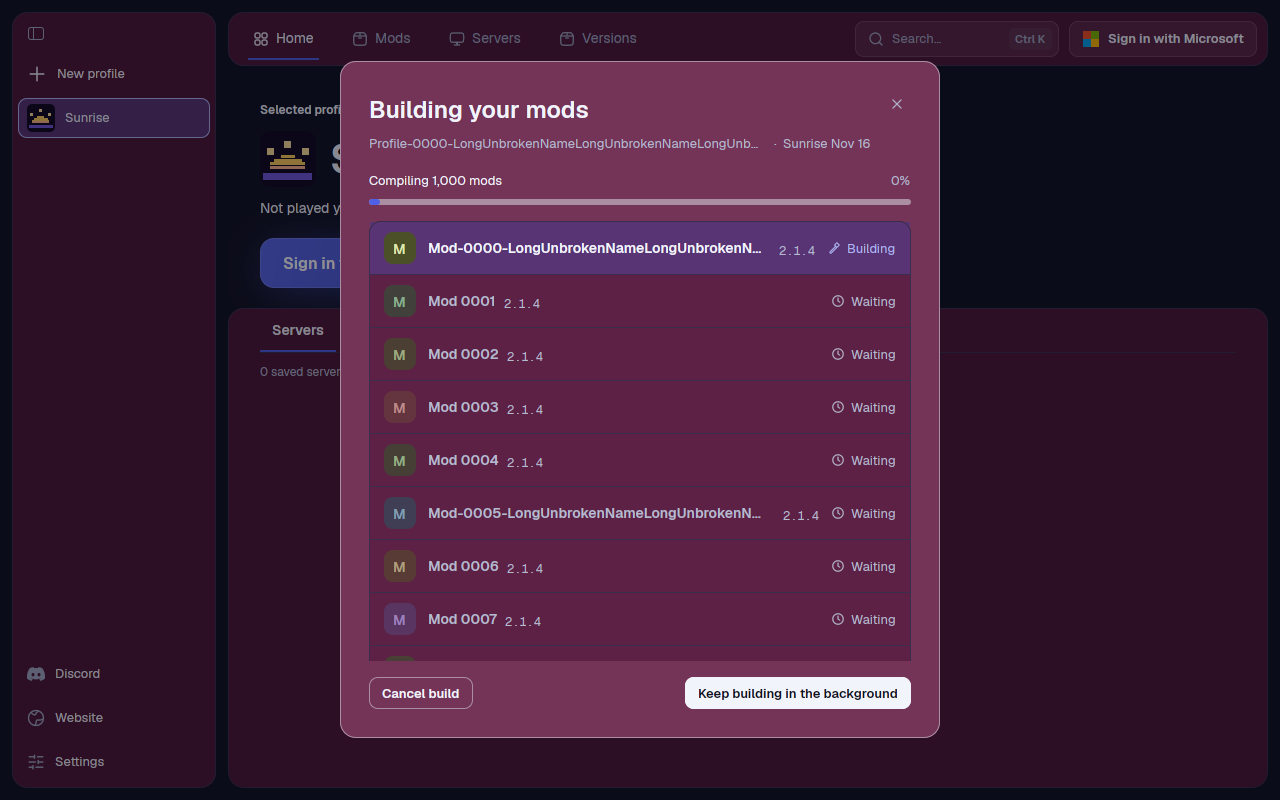 New profile
Sunrise
Discord
Website
Settings
Home
Mods
Servers
Versions
Search...
Ctrl K
Sign in with Microsoft
Selected
Not played
Sign in
Servers
0 saved
Building your mods
Profile-0000-LongUnbrokenNameLongUnbrokenNameLongUnb... · Sunrise Nov 16
Compiling 1,000 mods 0%
M Mod-0000-LongUnbrokenNameLongUnbrokenN... 2.1.4 Building
M Mod 0001 2.1.4 Waiting
M Mod 0002 2.1.4 Waiting
M Mod 0003 2.1.4 Waiting
M Mod 0004 2.1.4 Waiting
M Mod-0005-LongUnbrokenNameLongUnbrokenN... 2.1.4 Waiting
M Mod 0006 2.1.4 Waiting
M Mod 0007 2.1.4 Waiting
Cancel build
Keep building in the background